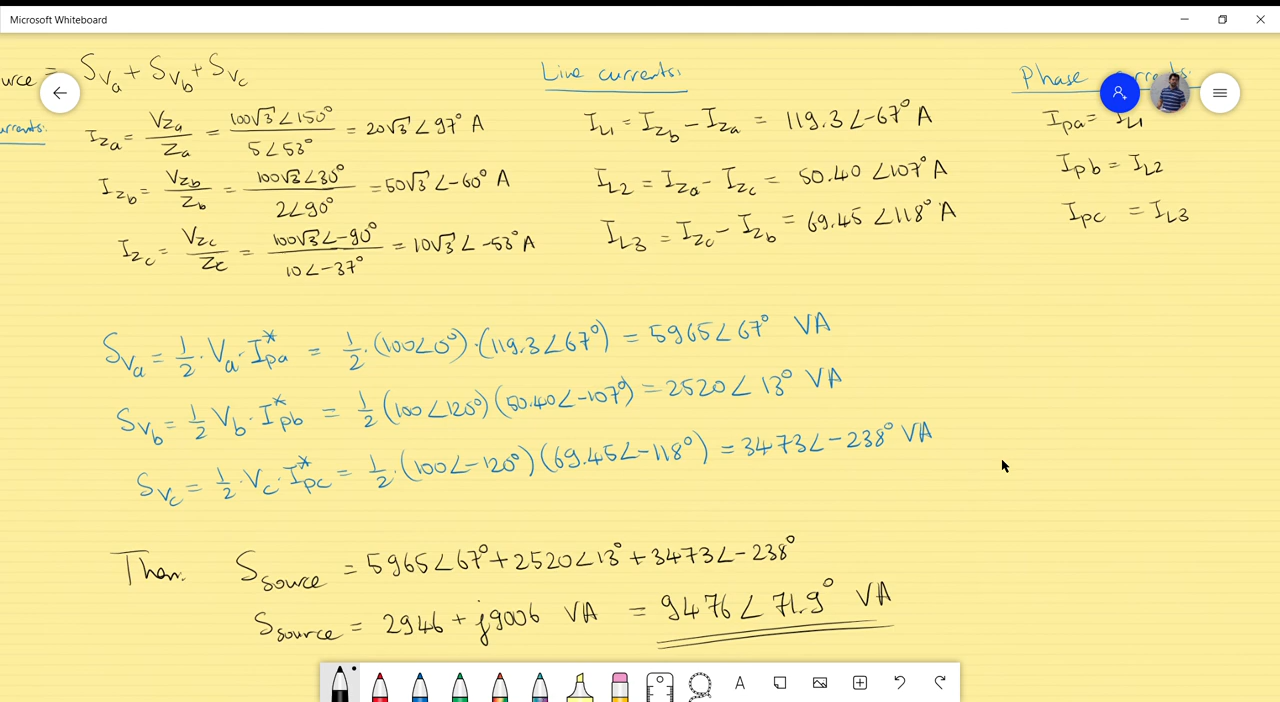 Microsoft Whiteboard
urce = S_Va + S_Vb + S_Vc
Line currents:
Phase
urrents:
I_Za = V_Za / Z_a = 100√3∠150° / 5∠53° = 20√3∠97° A
I_Zb = V_Zb / Z_b = 100√3∠30° / 2∠90° = 50√3∠-60° A
I_Zc = V_Zc / Z_c = 100√3∠-90° / 10∠-37° = 10√3∠-53° A
I_L1 = I_Zb - I_Za = 119.3∠-67° A
I_L2 = I_Za - I_Zc = 50.40∠107° A
I_L3 = I_Zc - I_Zb = 69.45∠118° A
I_pa = I_L1
I_pb = I_L2
I_pc = I_L3
S_Va = 1/2 · V_a · I_pa* = 1/2 · (100∠0°) · (119.3∠67°) = 5965∠67° VA
S_Vb = 1/2 V_b · I_pb* = 1/2 (100∠120°)(50.40∠-107°) = 2520∠13° VA
S_Vc = 1/2 · V_c · I_pc* = 1/2 · (100∠-120°)(69.45∠-118°) = 3473∠-238° VA
Then: S_source = 5965∠67° + 2520∠13° + 3473∠-238°
S_source = 2946 + j9006 VA = 9476∠71.9° VA
A